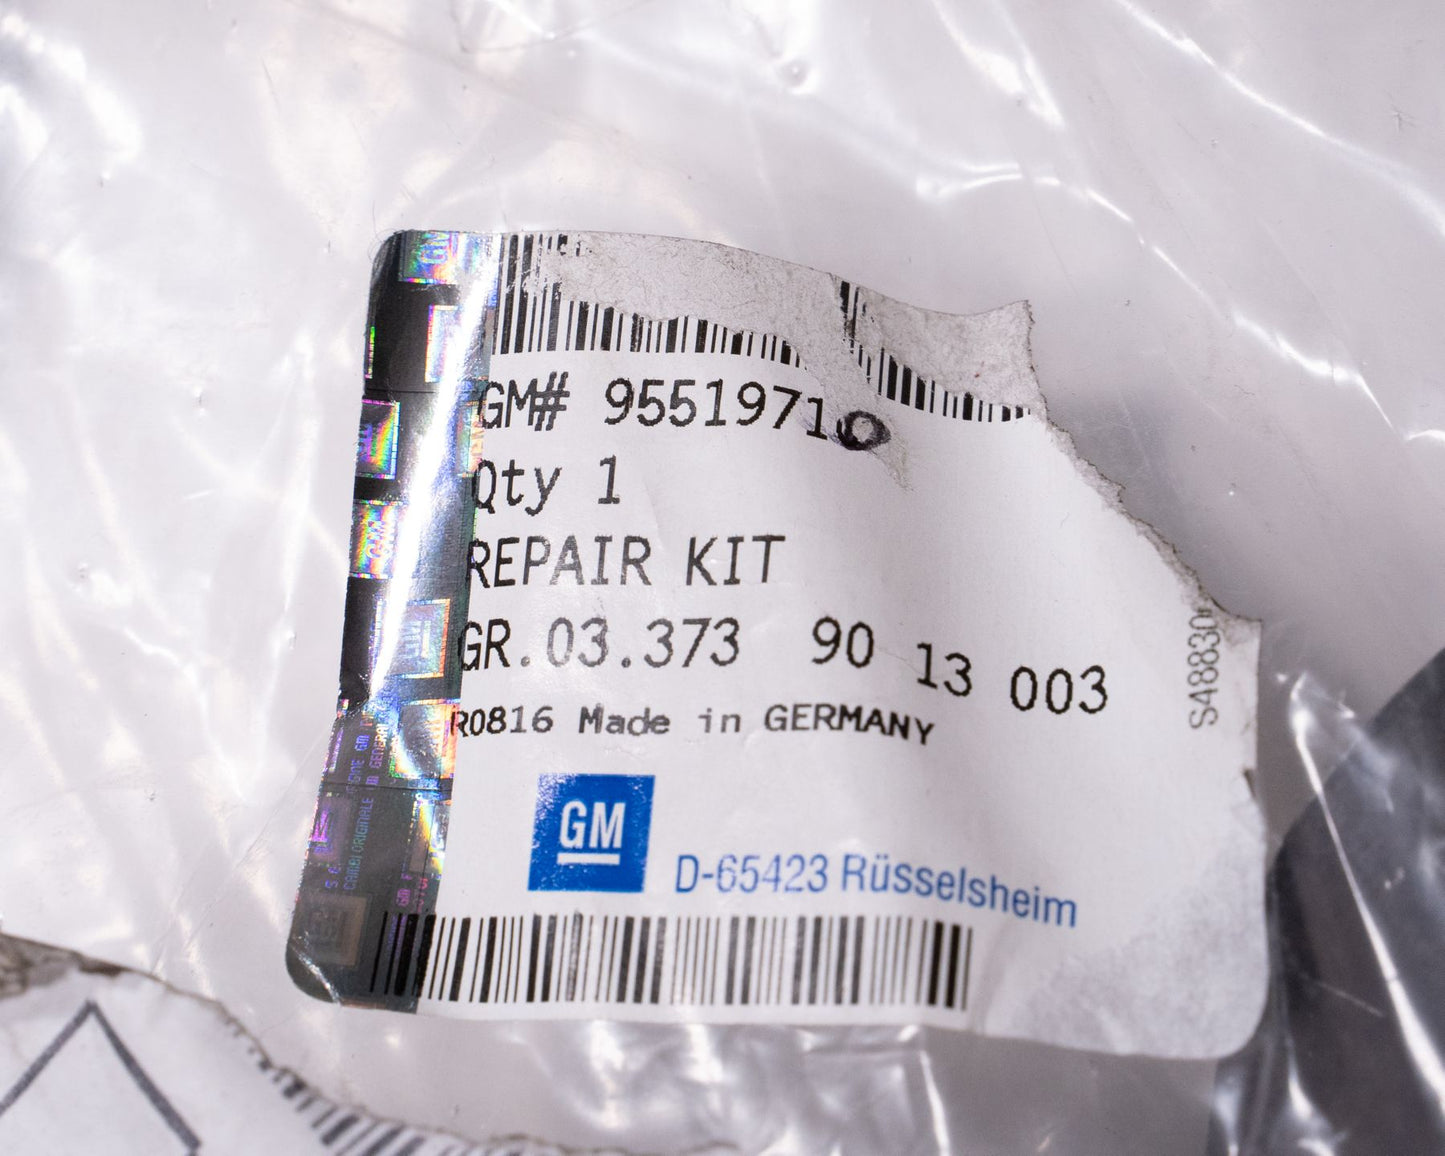 GM# 95519710
Qty 1
REPAIR KIT
GR.03.373 90 13 003
R0816 Made in GERMANY
S48830
GM
D-65423 Rüsselsheim